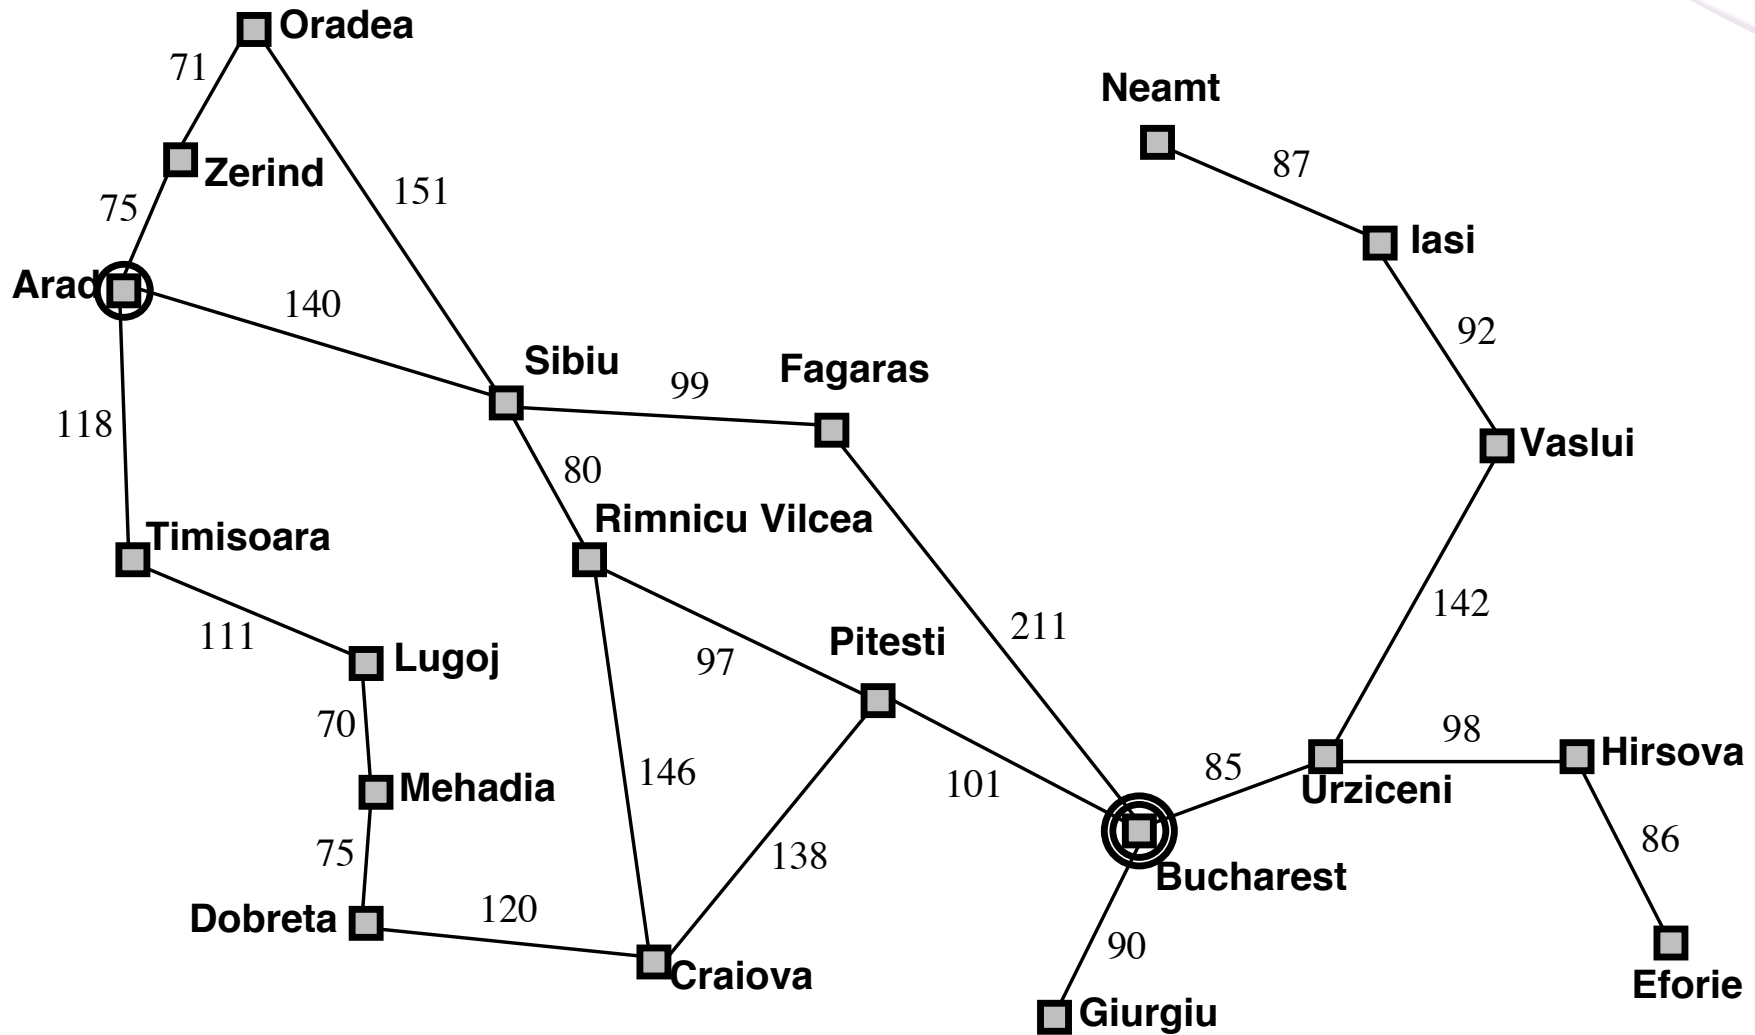 Oradea
71
Neamt
87
Zerind
151
75
Iasi
Arad
140
92
Sibiu
99
Fagaras
118
80
Vaslui
Rimnicu Vilcea
Timisoara
142
211
111
Pitesti
Lugoj
97
70
98
Hirsova
146
85
Mehadia
101
Urziceni
75
138
86
Bucharest
120
Dobreta
90
Craiova
Eforie
Giurgiu